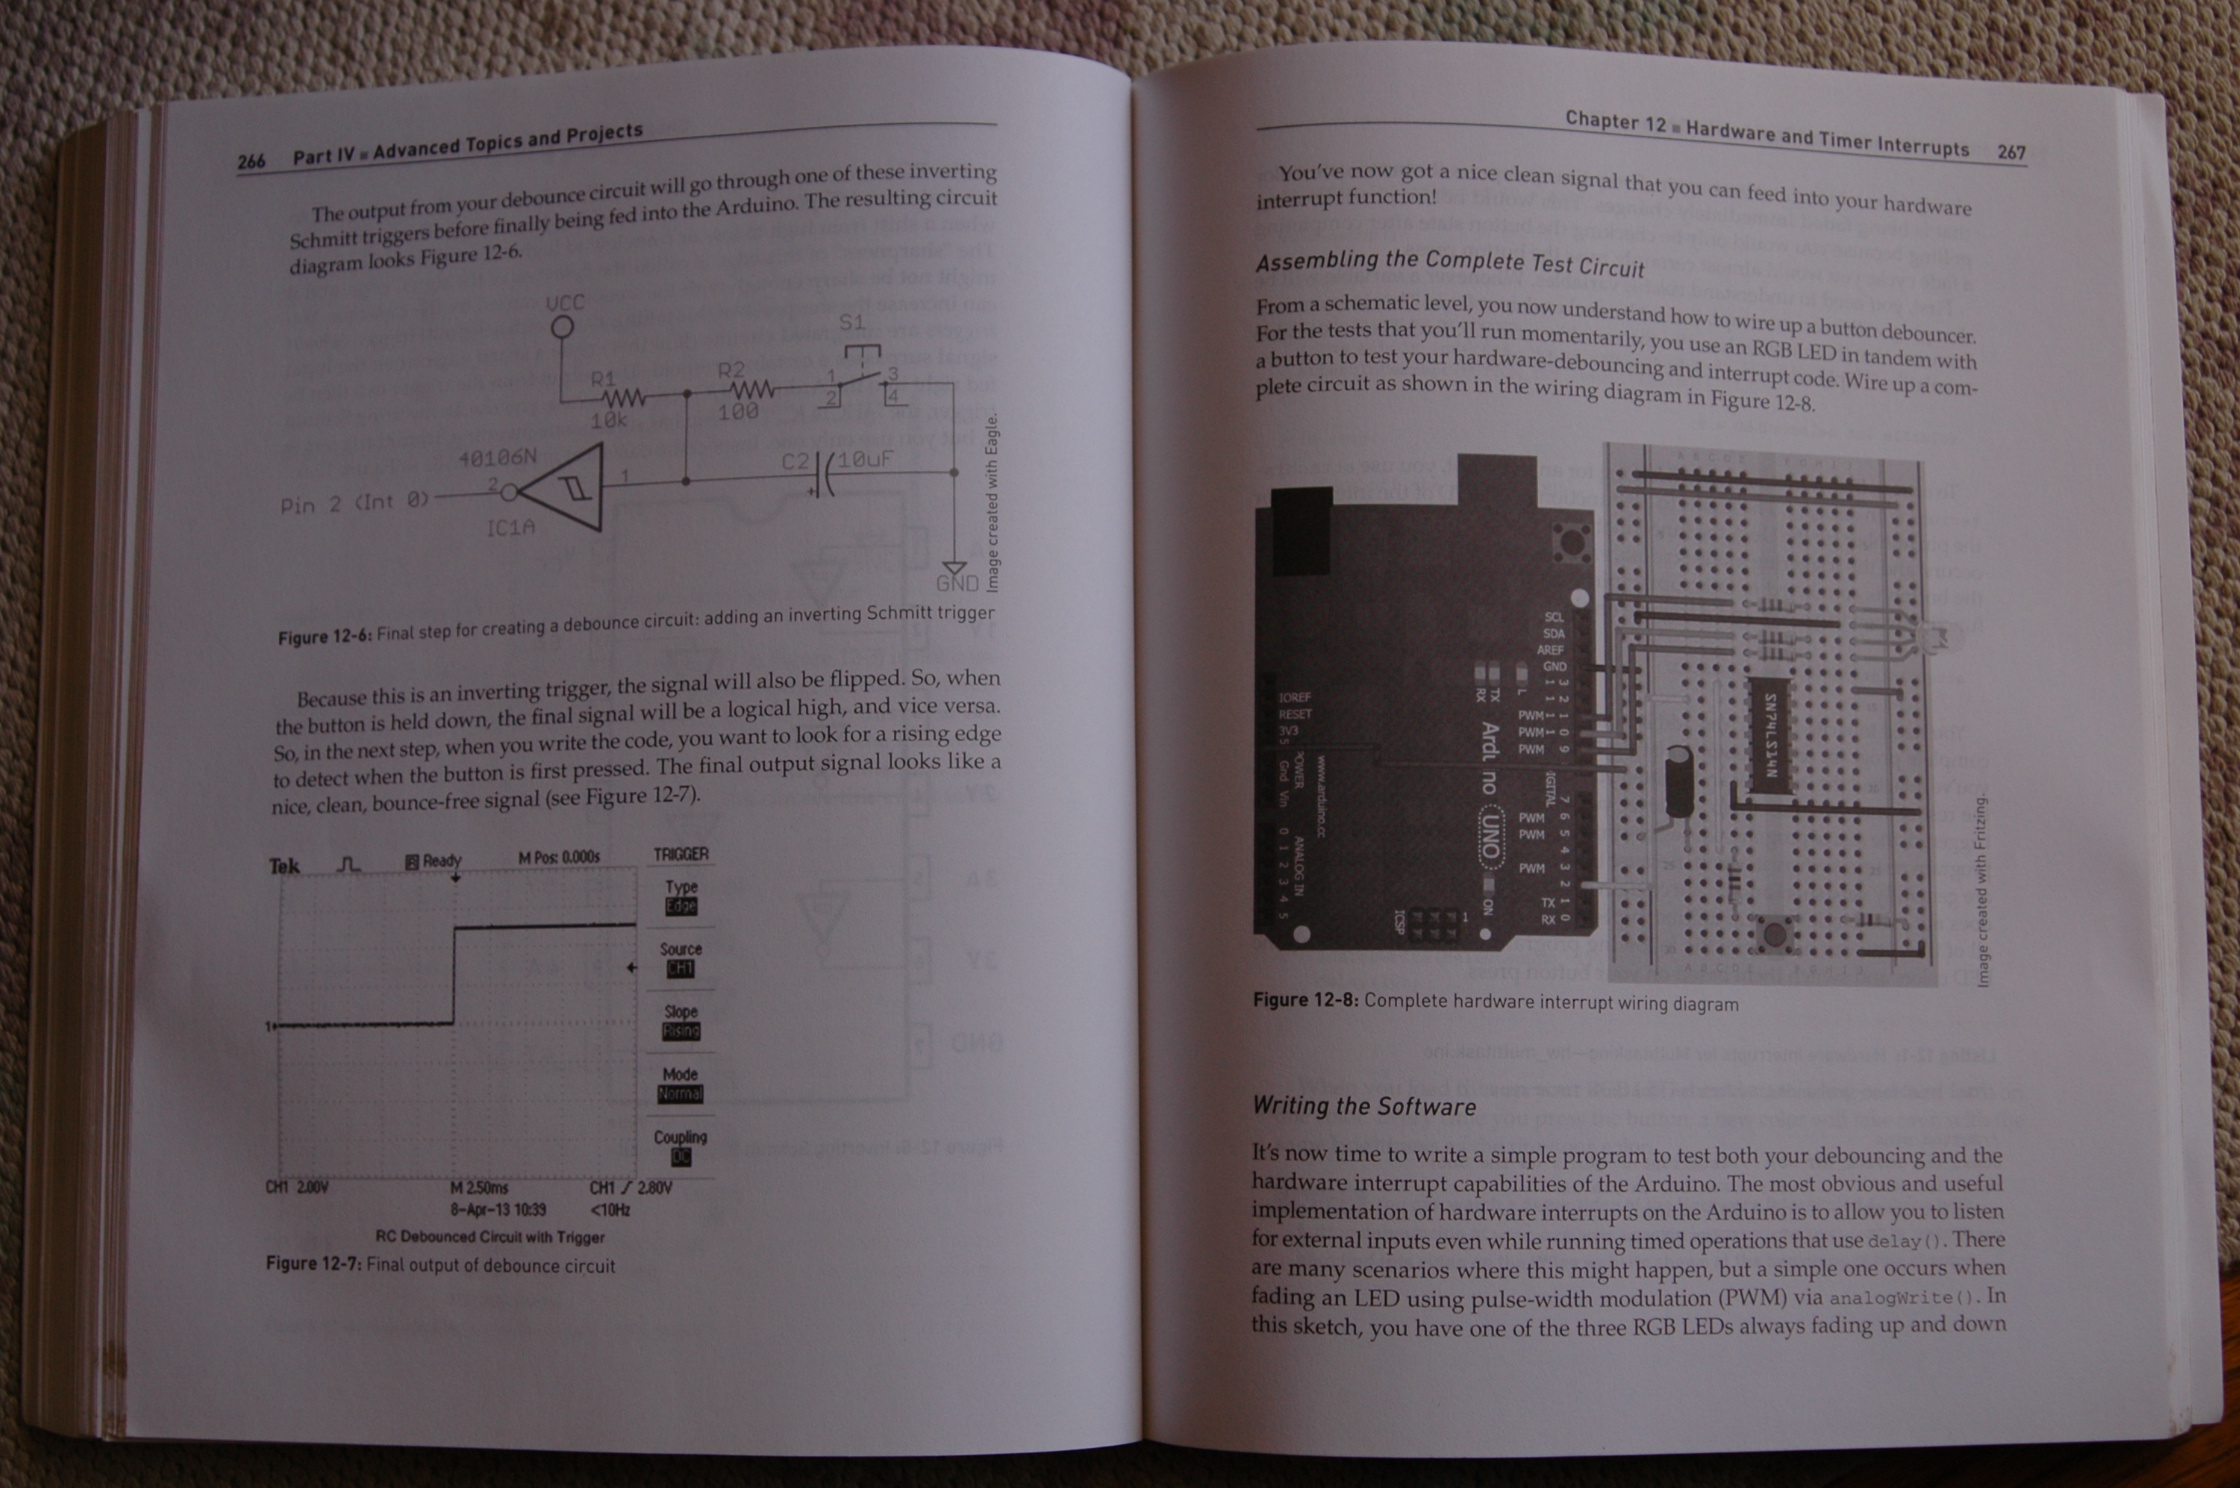 266 Part IV ■ Advanced Topics and Projects
The output from your debounce circuit will go through one of these inverting
Schmitt triggers before finally being fed into the Arduino. The resulting circuit
diagram looks Figure 12-6.
VCC
R1
10k
R2
100
S1
1
2
3
4
40106N
2
1
IC1A
C2
10uF
+
GND
Pin 2 (Int 0)
Image created with Eagle.
Figure 12-6: Final step for creating a debounce circuit: adding an inverting Schmitt trigger
Because this is an inverting trigger, the signal will also be flipped. So, when
the button is held down, the final signal will be a logical high, and vice versa.
So, in the next step, when you write the code, you want to look for a rising edge
to detect when the button is first pressed. The final output signal looks like a
nice, clean, bounce-free signal (see Figure 12-7).
Tek
R Ready
M Pos: 0.000s
TRIGGER
Type
Edge
Source
CH1
Slope
Rising
Mode
Normal
Coupling
DC
1
CH1 2.00V
M 2.50ms
CH1 / 2.80V
8-Apr-13 10:39
<10Hz
RC Debounced Circuit with Trigger
Figure 12-7: Final output of debounce circuit
Chapter 12 ■ Hardware and Timer Interrupts 267
You've now got a nice clean signal that you can feed into your hardware
interrupt function!
Assembling the Complete Test Circuit
From a schematic level, you now understand how to wire up a button debouncer.
For the tests that you'll run momentarily, you use an RGB LED in tandem with
a button to test your hardware-debouncing and interrupt code. Wire up a com-
plete circuit as shown in the wiring diagram in Figure 12-8.
SCL
SDA
AREF
GND
13
12
PWM 11
PWM 10
PWM 9
IGITAL
7
PWM 6
PWM 5
4
PWM 3
2
TX 1
RX 0
L
TX
RX
Ardu no
UNO
ON
ICSP
1
www.arduino.cc
IOREF
RESET
3V3
5
POWER
Gnd Vin
ANALOG IN
0 1 2 3 4 5
SN74LS14N
Image created with Fritzing.
Figure 12-8: Complete hardware interrupt wiring diagram
Writing the Software
It's now time to write a simple program to test both your debouncing and the
hardware interrupt capabilities of the Arduino. The most obvious and useful
implementation of hardware interrupts on the Arduino is to allow you to listen
for external inputs even while running timed operations that use delay(). There
are many scenarios where this might happen, but a simple one occurs when
fading an LED using pulse-width modulation (PWM) via analogWrite(). In
this sketch, you have one of the three RGB LEDs always fading up and down